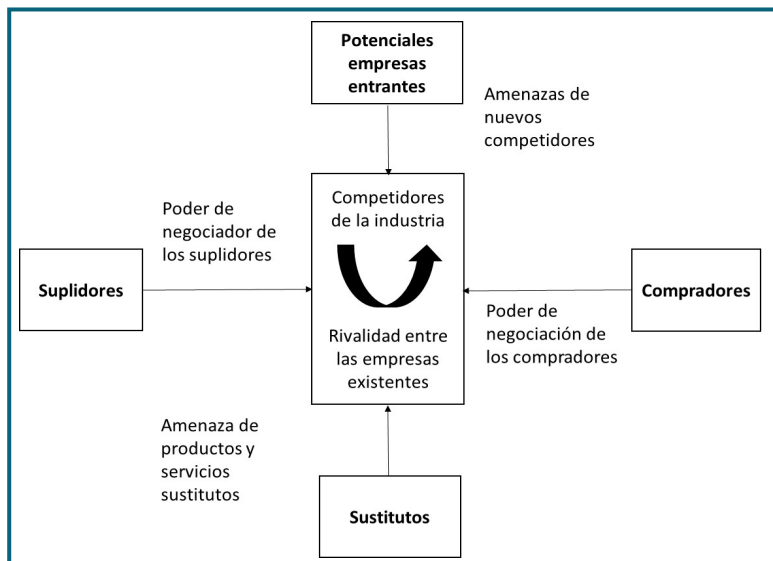 Potenciales
empresas
entrantes
Amenazas de
nuevos
competidores
Competidores
de la industria
Poder de
negociador de
los suplidores
Suplidores
Compradores
Poder de
negociación de
los compradores
Rivalidad entre
las empresas
existentes
Amenaza de
productos y
servicios
sustitutos
Sustitutos